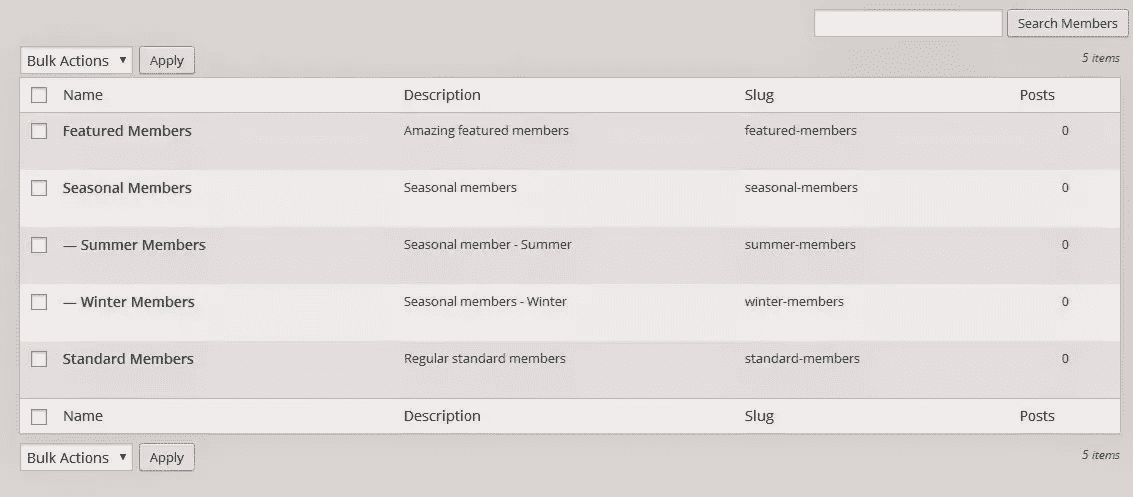 Search Members
Bulk Actions Apply 5 items
Name Description Slug Posts
Featured Members Amazing featured members featured-members 0
Seasonal Members Seasonal members seasonal-members 0
— Summer Members Seasonal member - Summer summer-members 0
— Winter Members Seasonal members - Winter winter-members 0
Standard Members Regular standard members standard-members 0
Name Description Slug Posts
Bulk Actions Apply 5 items